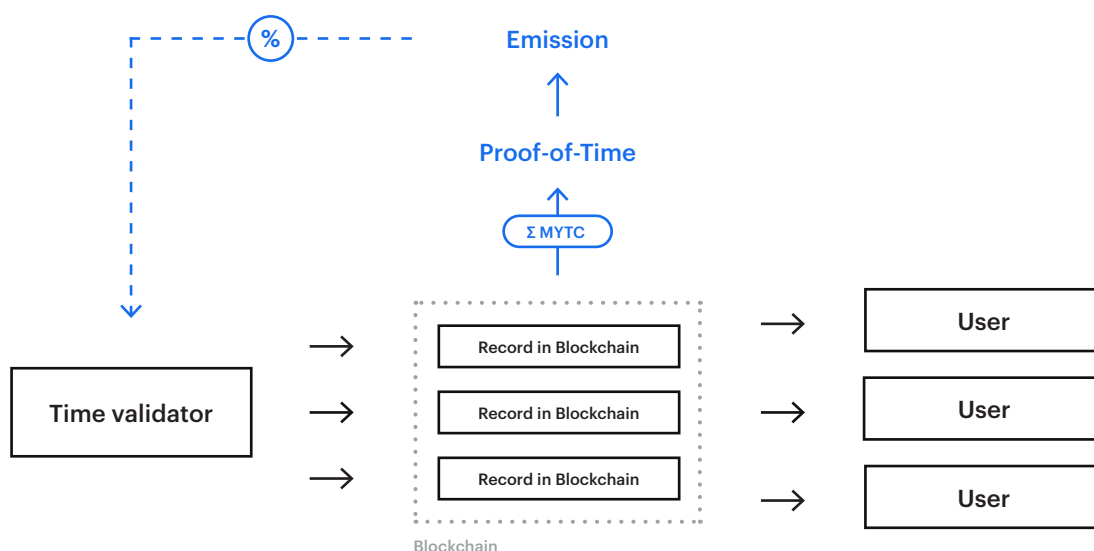 %
Emission
Proof-of-Time
Σ MYTC
Record in Blockchain
User
Time validator
Record in Blockchain
User
Record in Blockchain
User
Blockchain